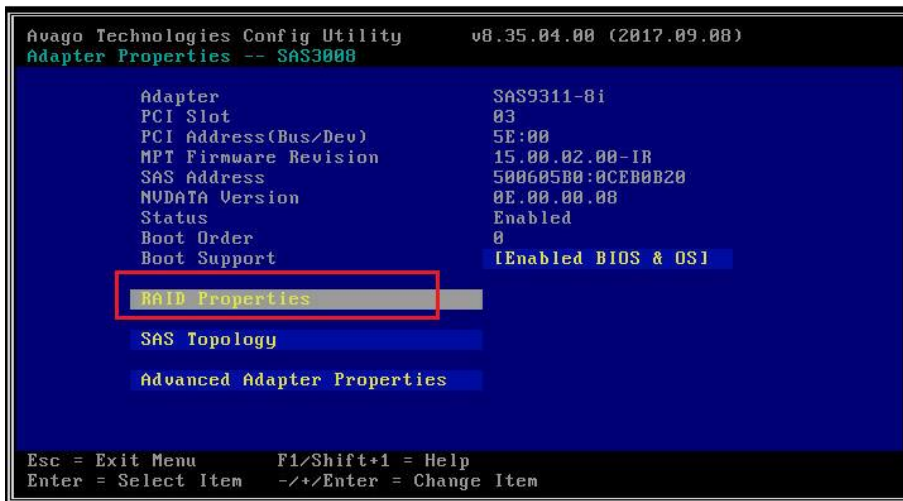 Avago Technologies Config Utility v8.35.04.00 (2017.09.08)
Adapter Properties -- SAS3008
Adapter SAS9311-8i
PCI Slot 03
PCI Address(Bus/Dev) 5E:00
MPT Firmware Revision 15.00.02.00-IR
SAS Address 500605B0:0CEB0B20
NVDATA Version 0E.00.00.08
Status Enabled
Boot Order 0
Boot Support [Enabled BIOS & OS]
RAID Properties
SAS Topology
Advanced Adapter Properties
Esc = Exit Menu F1/Shift+1 = Help
Enter = Select Item -/+/Enter = Change Item